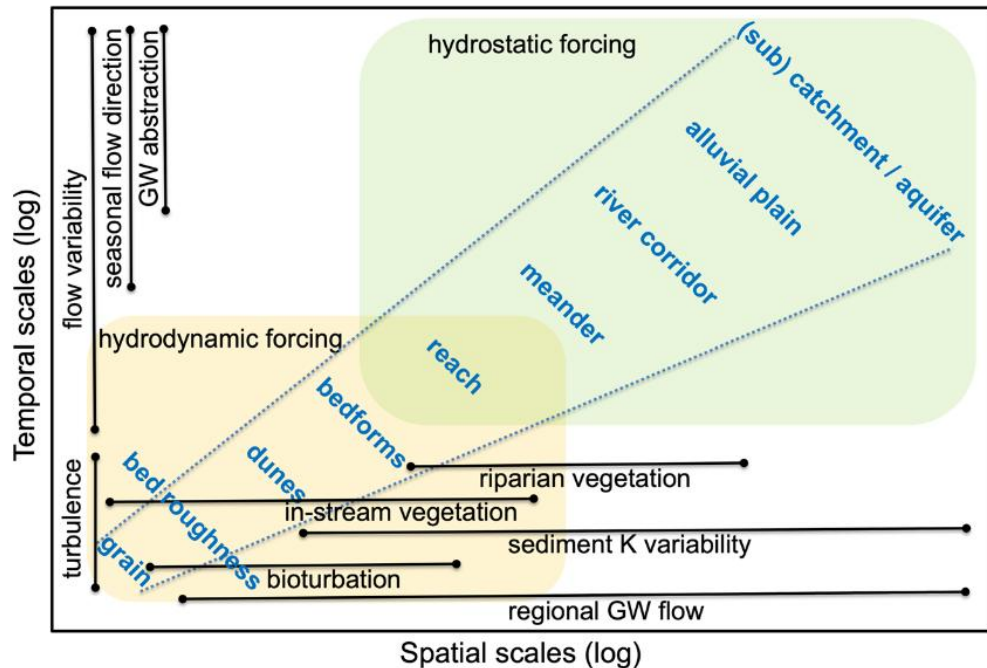 Temporal scales (log)
flow variability
seasonal flow direction
GW abstraction
turbulence
hydrostatic forcing
hydrodynamic forcing
(sub) catchment / aquifer
alluvial plain
river corridor
meander
reach
bedforms
dunes
bed roughness
grain
riparian vegetation
in-stream vegetation
sediment K variability
bioturbation
regional GW flow
Spatial scales (log)